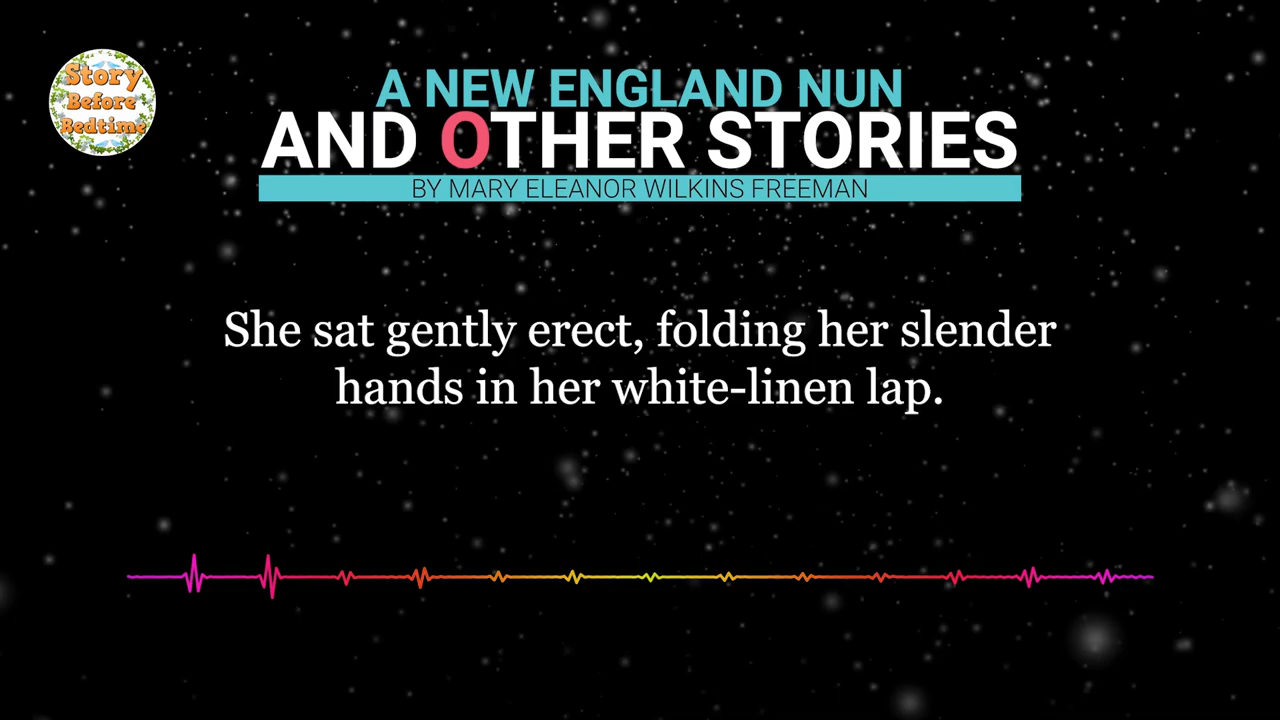 Story
Before
Bedtime
A NEW ENGLAND NUN
AND OTHER STORIES
BY MARY ELEANOR WILKINS FREEMAN
She sat gently erect, folding her slender
hands in her white-linen lap.